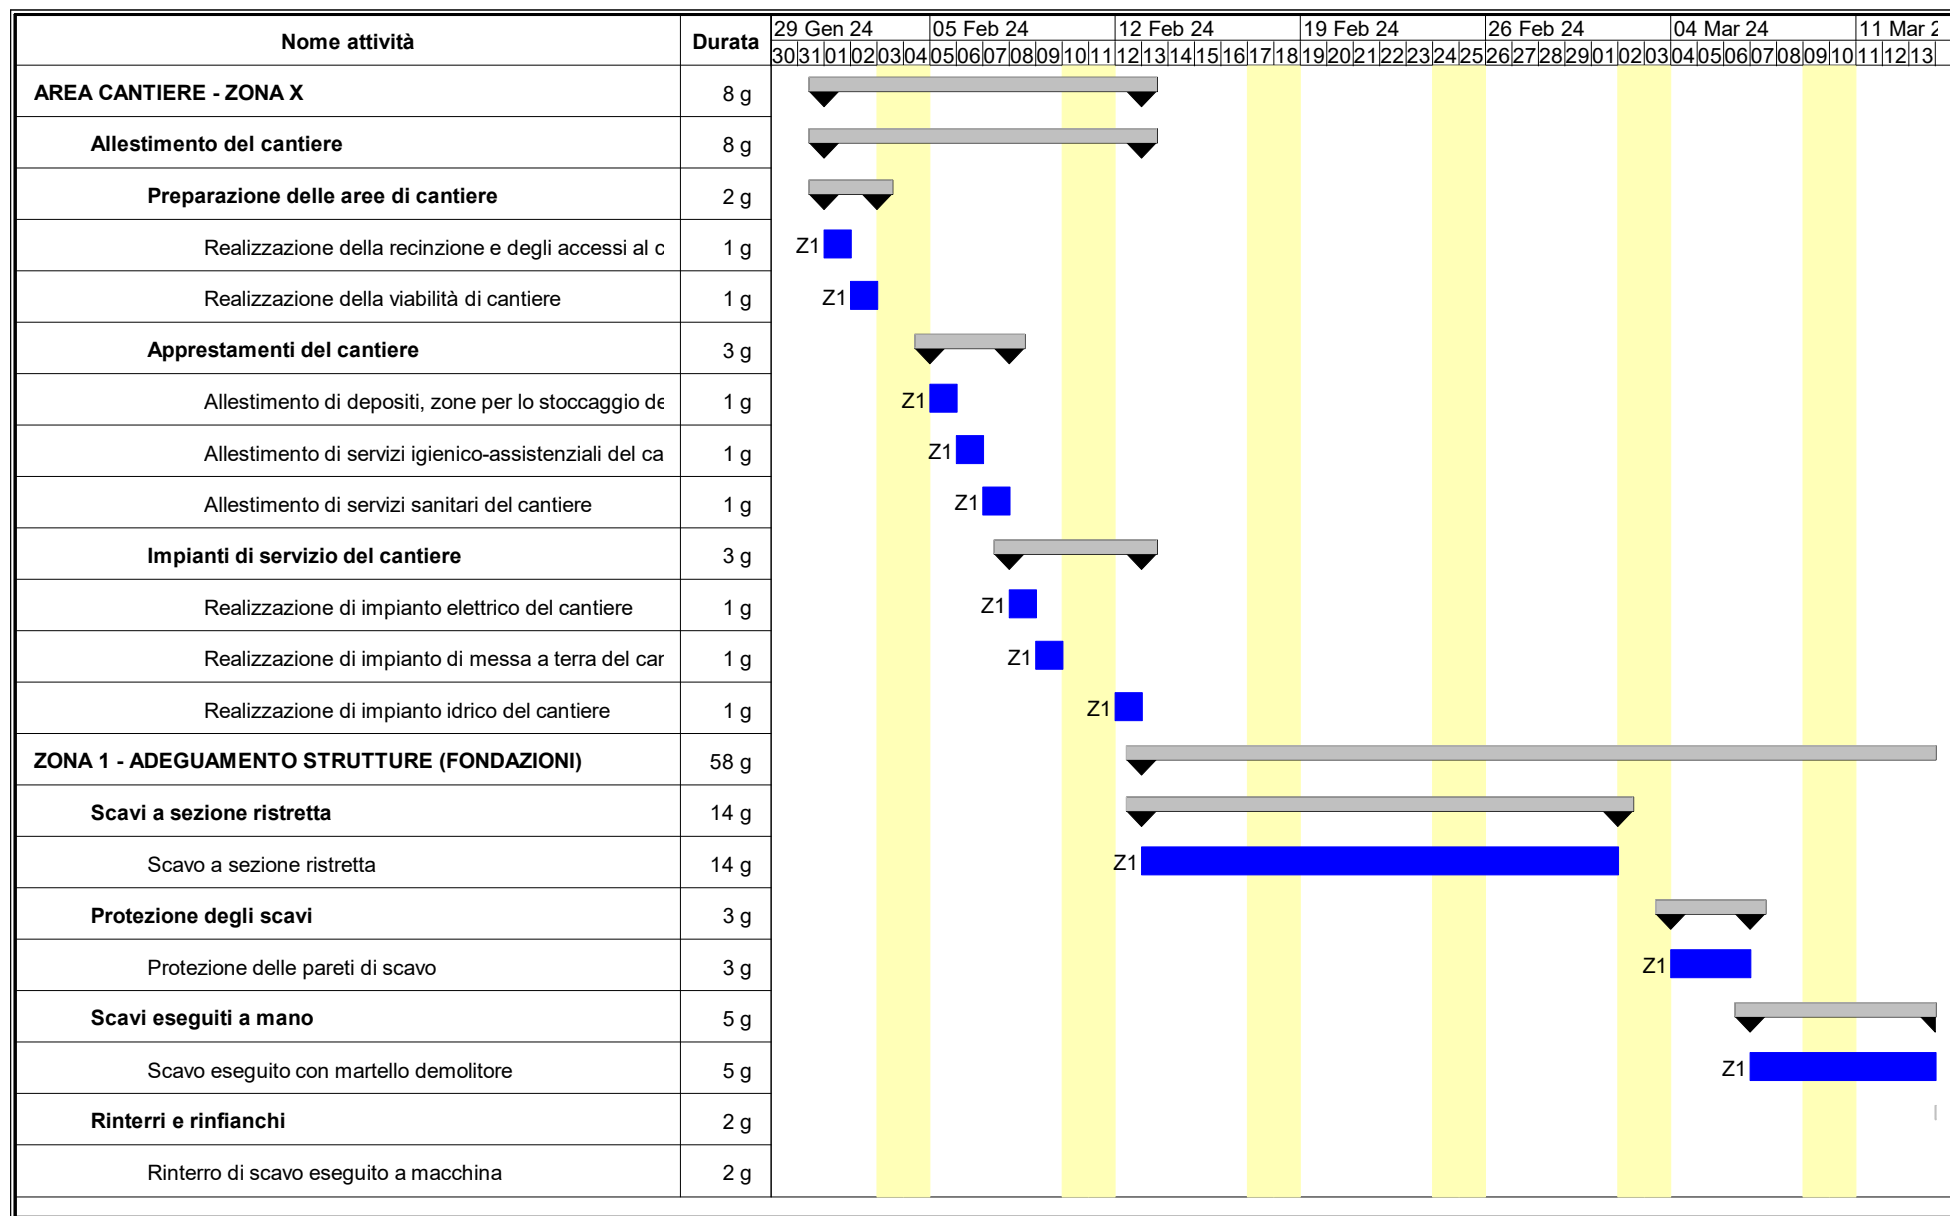 Nome attività Durata 29 Gen 24 05 Feb 24 12 Feb 24 19 Feb 24 26 Feb 24 04 Mar 24 11 Mar 2
30 31 01 02 03 04 05 06 07 08 09 10 11 12 13 14 15 16 17 18 19 20 21 22 23 24 25 26 27 28 29 01 02 03 04 05 06 07 08 09 10 11 12 13
AREA CANTIERE - ZONA X 8 g
Allestimento del cantiere 8 g
Preparazione delle aree di cantiere 2 g
Realizzazione della recinzione e degli accessi al c 1 g Z1
Realizzazione della viabilità di cantiere 1 g Z1
Apprestamenti del cantiere 3 g
Allestimento di depositi, zone per lo stoccaggio de 1 g Z1
Allestimento di servizi igienico-assistenziali del ca 1 g Z1
Allestimento di servizi sanitari del cantiere 1 g Z1
Impianti di servizio del cantiere 3 g
Realizzazione di impianto elettrico del cantiere 1 g Z1
Realizzazione di impianto di messa a terra del car 1 g Z1
Realizzazione di impianto idrico del cantiere 1 g Z1
ZONA 1 - ADEGUAMENTO STRUTTURE (FONDAZIONI) 58 g
Scavi a sezione ristretta 14 g
Scavo a sezione ristretta 14 g Z1
Protezione degli scavi 3 g
Protezione delle pareti di scavo 3 g Z1
Scavi eseguiti a mano 5 g
Scavo eseguito con martello demolitore 5 g Z1
Rinterri e rinfianchi 2 g
Rinterro di scavo eseguito a macchina 2 g